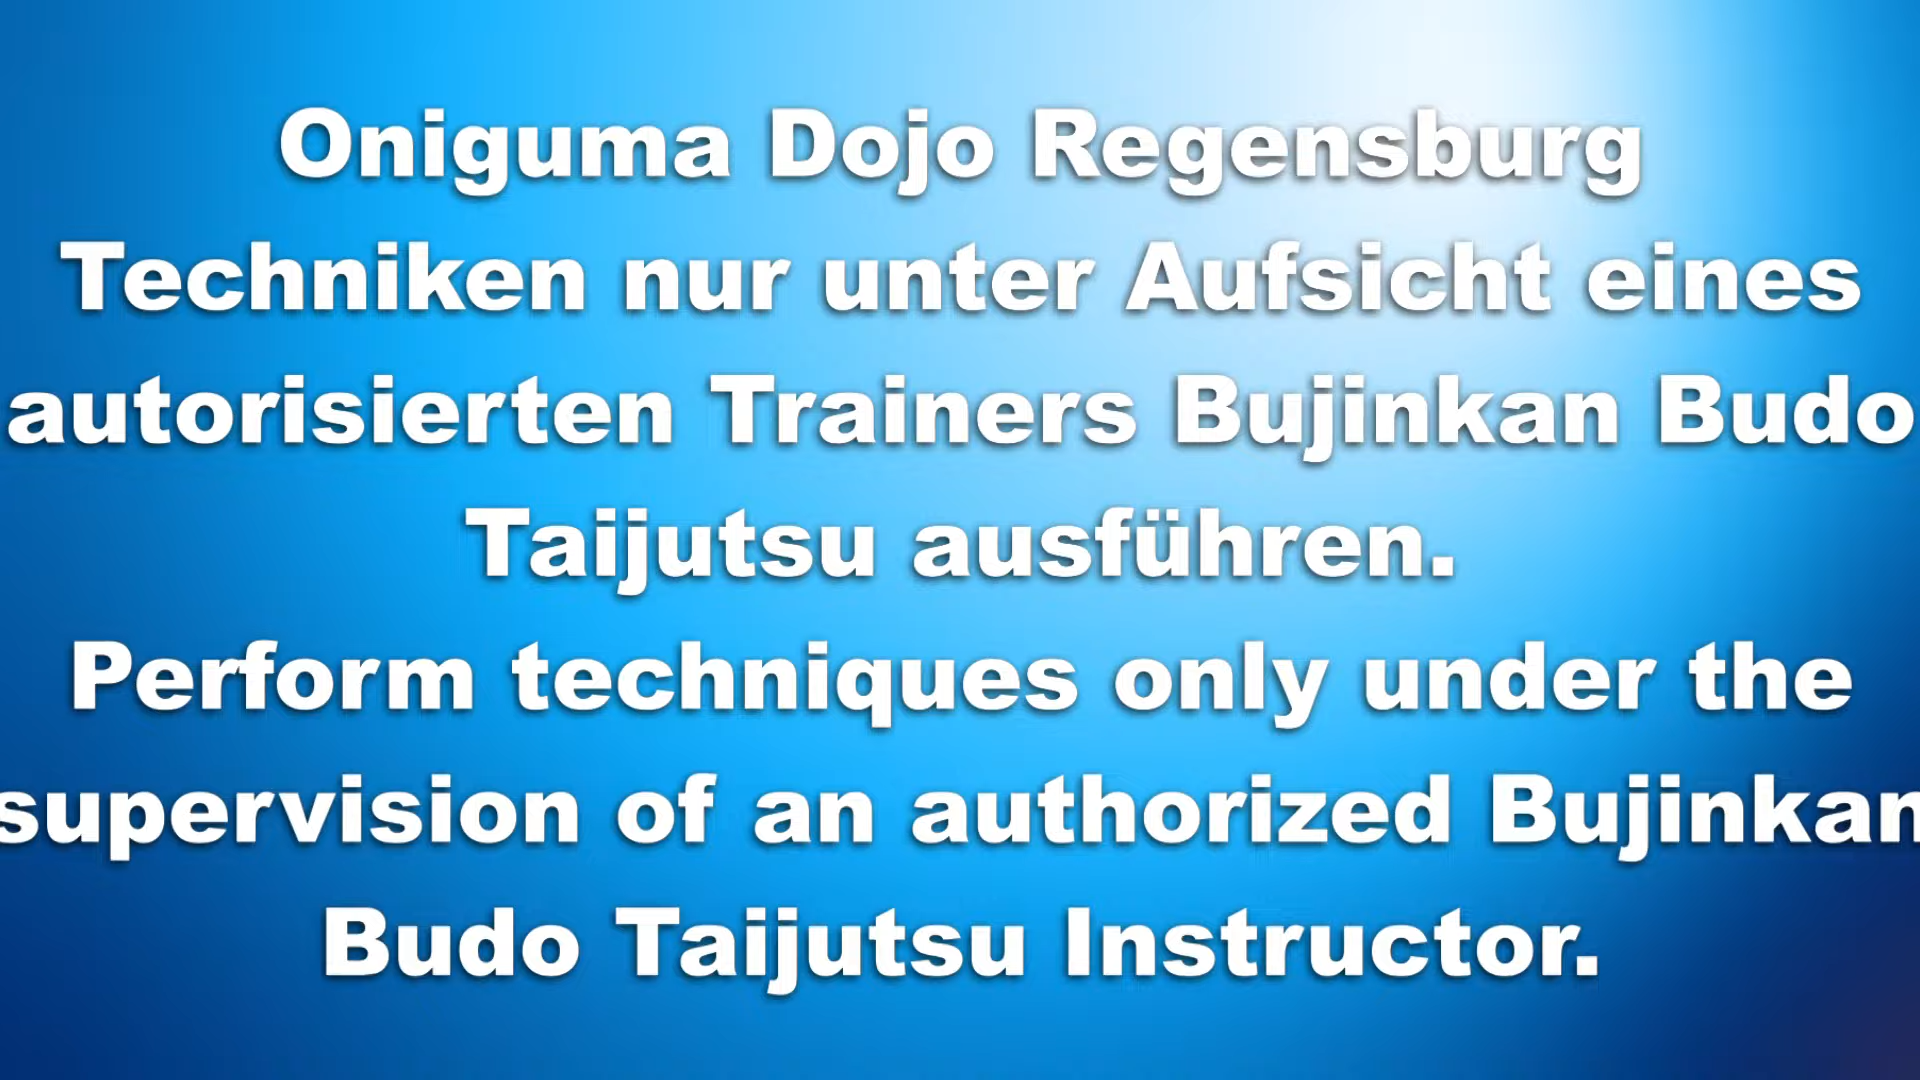 Oniguma Dojo Regensburg
Techniken nur unter Aufsicht eines
autorisierten Trainers Bujinkan Budo
Taijutsu ausführen.
Perform techniques only under the
supervision of an authorized Bujinkan
Budo Taijutsu Instructor.